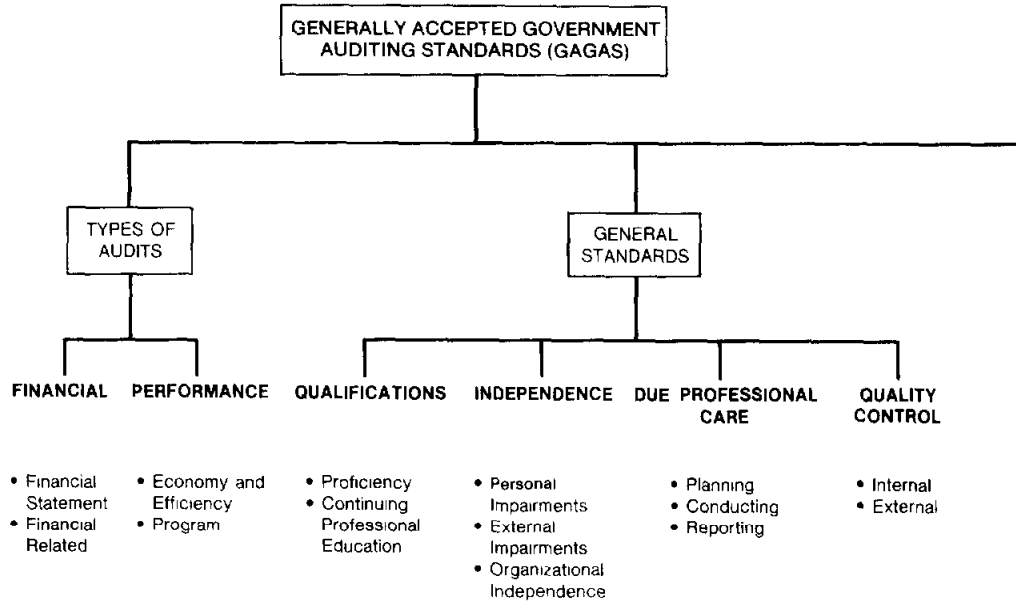 GENERALLY ACCEPTED GOVERNMENT
AUDITING STANDARDS (GAGAS)
TYPES OF
AUDITS
GENERAL
STANDARDS
FINANCIAL
PERFORMANCE
QUALIFICATIONS
INDEPENDENCE
DUE PROFESSIONAL
CARE
QUALITY
CONTROL
• Financial
Statement
• Financial
Related
• Economy and
Efficiency
• Program
• Proficiency
• Continuing
Professional
Education
• Personal
Impairments
• External
Impairments
• Organizational
Independence
• Planning
• Conducting
• Reporting
• Internal
• External